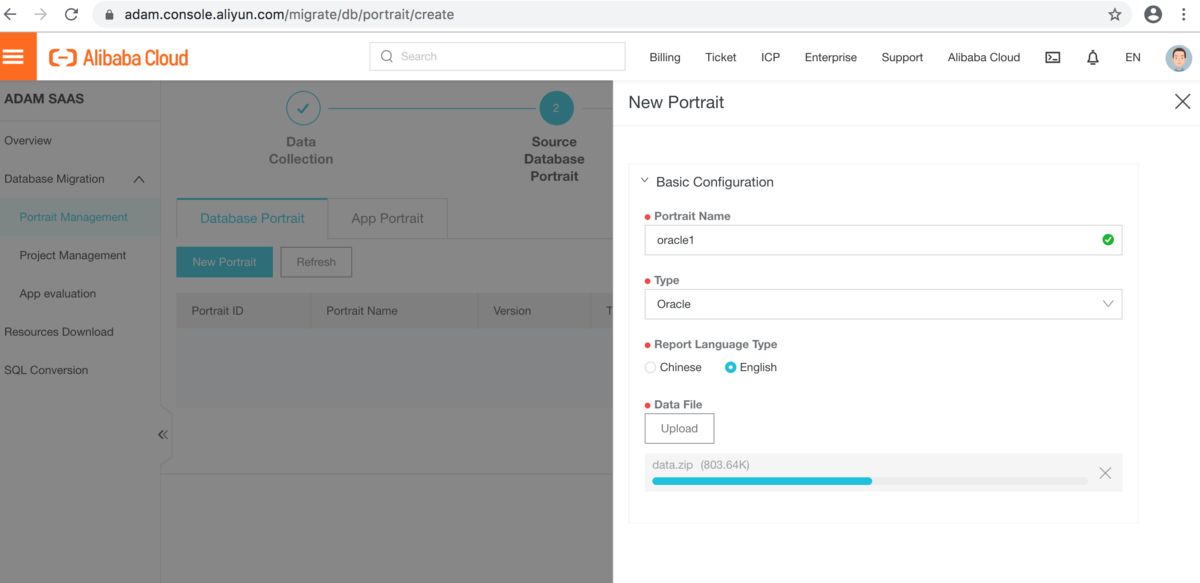 adam.console.aliyun.com/migrate/db/portrait/create
Alibaba Cloud
Search
Billing
Ticket
ICP
Enterprise
Support
Alibaba Cloud
EN
ADAM SAAS
Overview
Database Migration
Portrait Management
Project Management
App evaluation
Resources Download
SQL Conversion
2
Data
Collection
Source
Database
Portrait
Database Portrait
App Portrait
New Portrait
Refresh
Portrait ID
Portrait Name
Version
T
New Portrait
Basic Configuration
Portrait Name
oracle1
Type
Oracle
Report Language Type
Chinese
English
Data File
Upload
data.zip (803.64K)